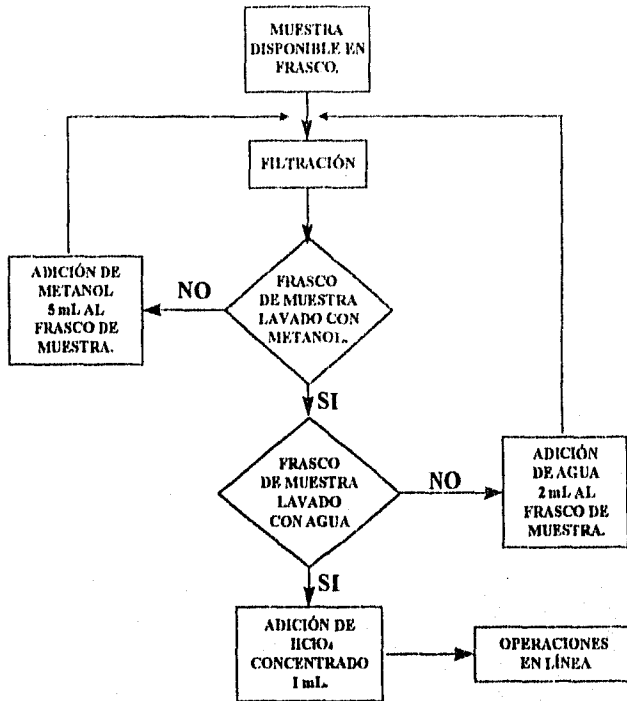 MUESTRA
DISPONIBLE EN
FRASCO.
FILTRACIÓN
ADICIÓN DE
METANOL
5 mL AL
FRASCO DE
MUESTRA.
NO
FRASCO
DE MUESTRA
LAVADO CON
METANOL.
SI
FRASCO
DE MUESTRA
LAVADO
CON AGUA
NO
ADICIÓN
DE AGUA
2 mL AL
FRASCO DE
MUESTRA.
SI
ADICIÓN DE
HClO₄
CONCENTRADO
1 mL.
OPERACIONES
EN LÍNEA